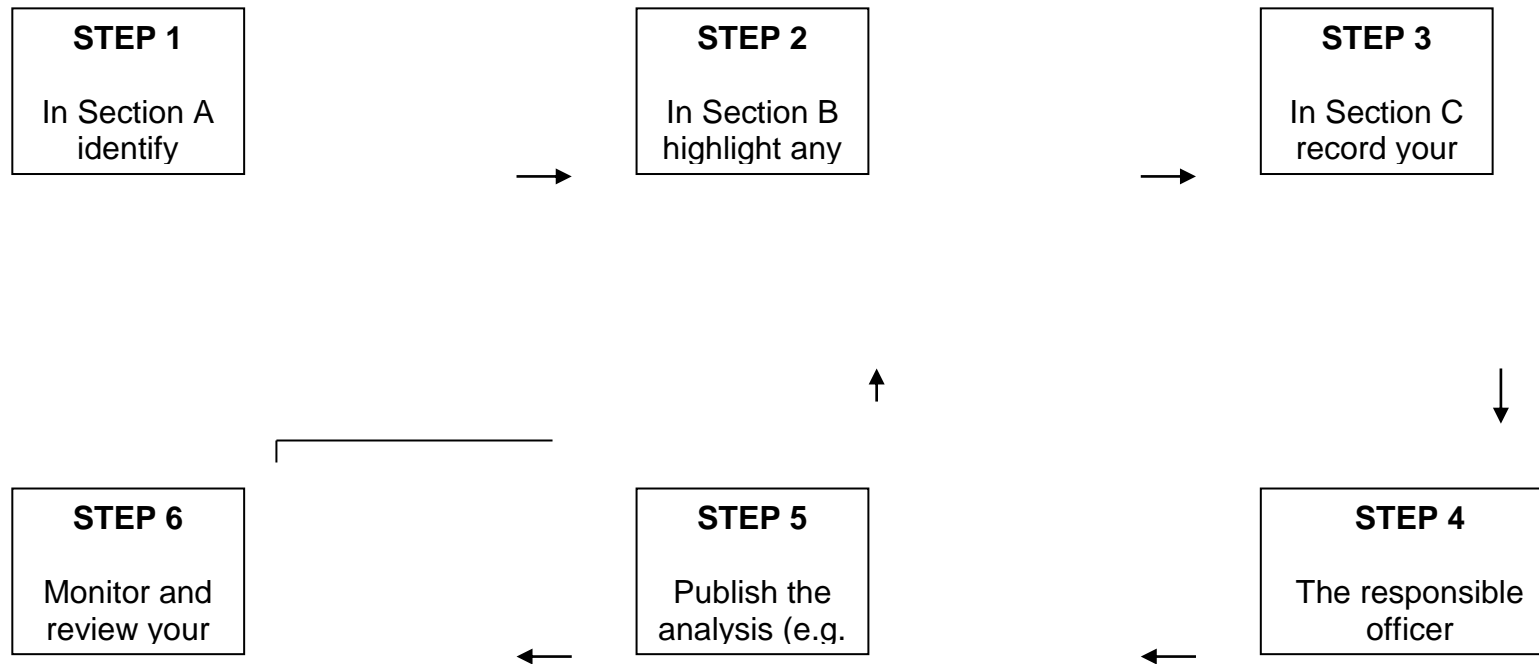 STEP 1
In Section A
identify
STEP 2
In Section B
highlight any
STEP 3
In Section C
record your
STEP 6
Monitor and
review your
STEP 5
Publish the
analysis (e.g.
STEP 4
The responsible
officer